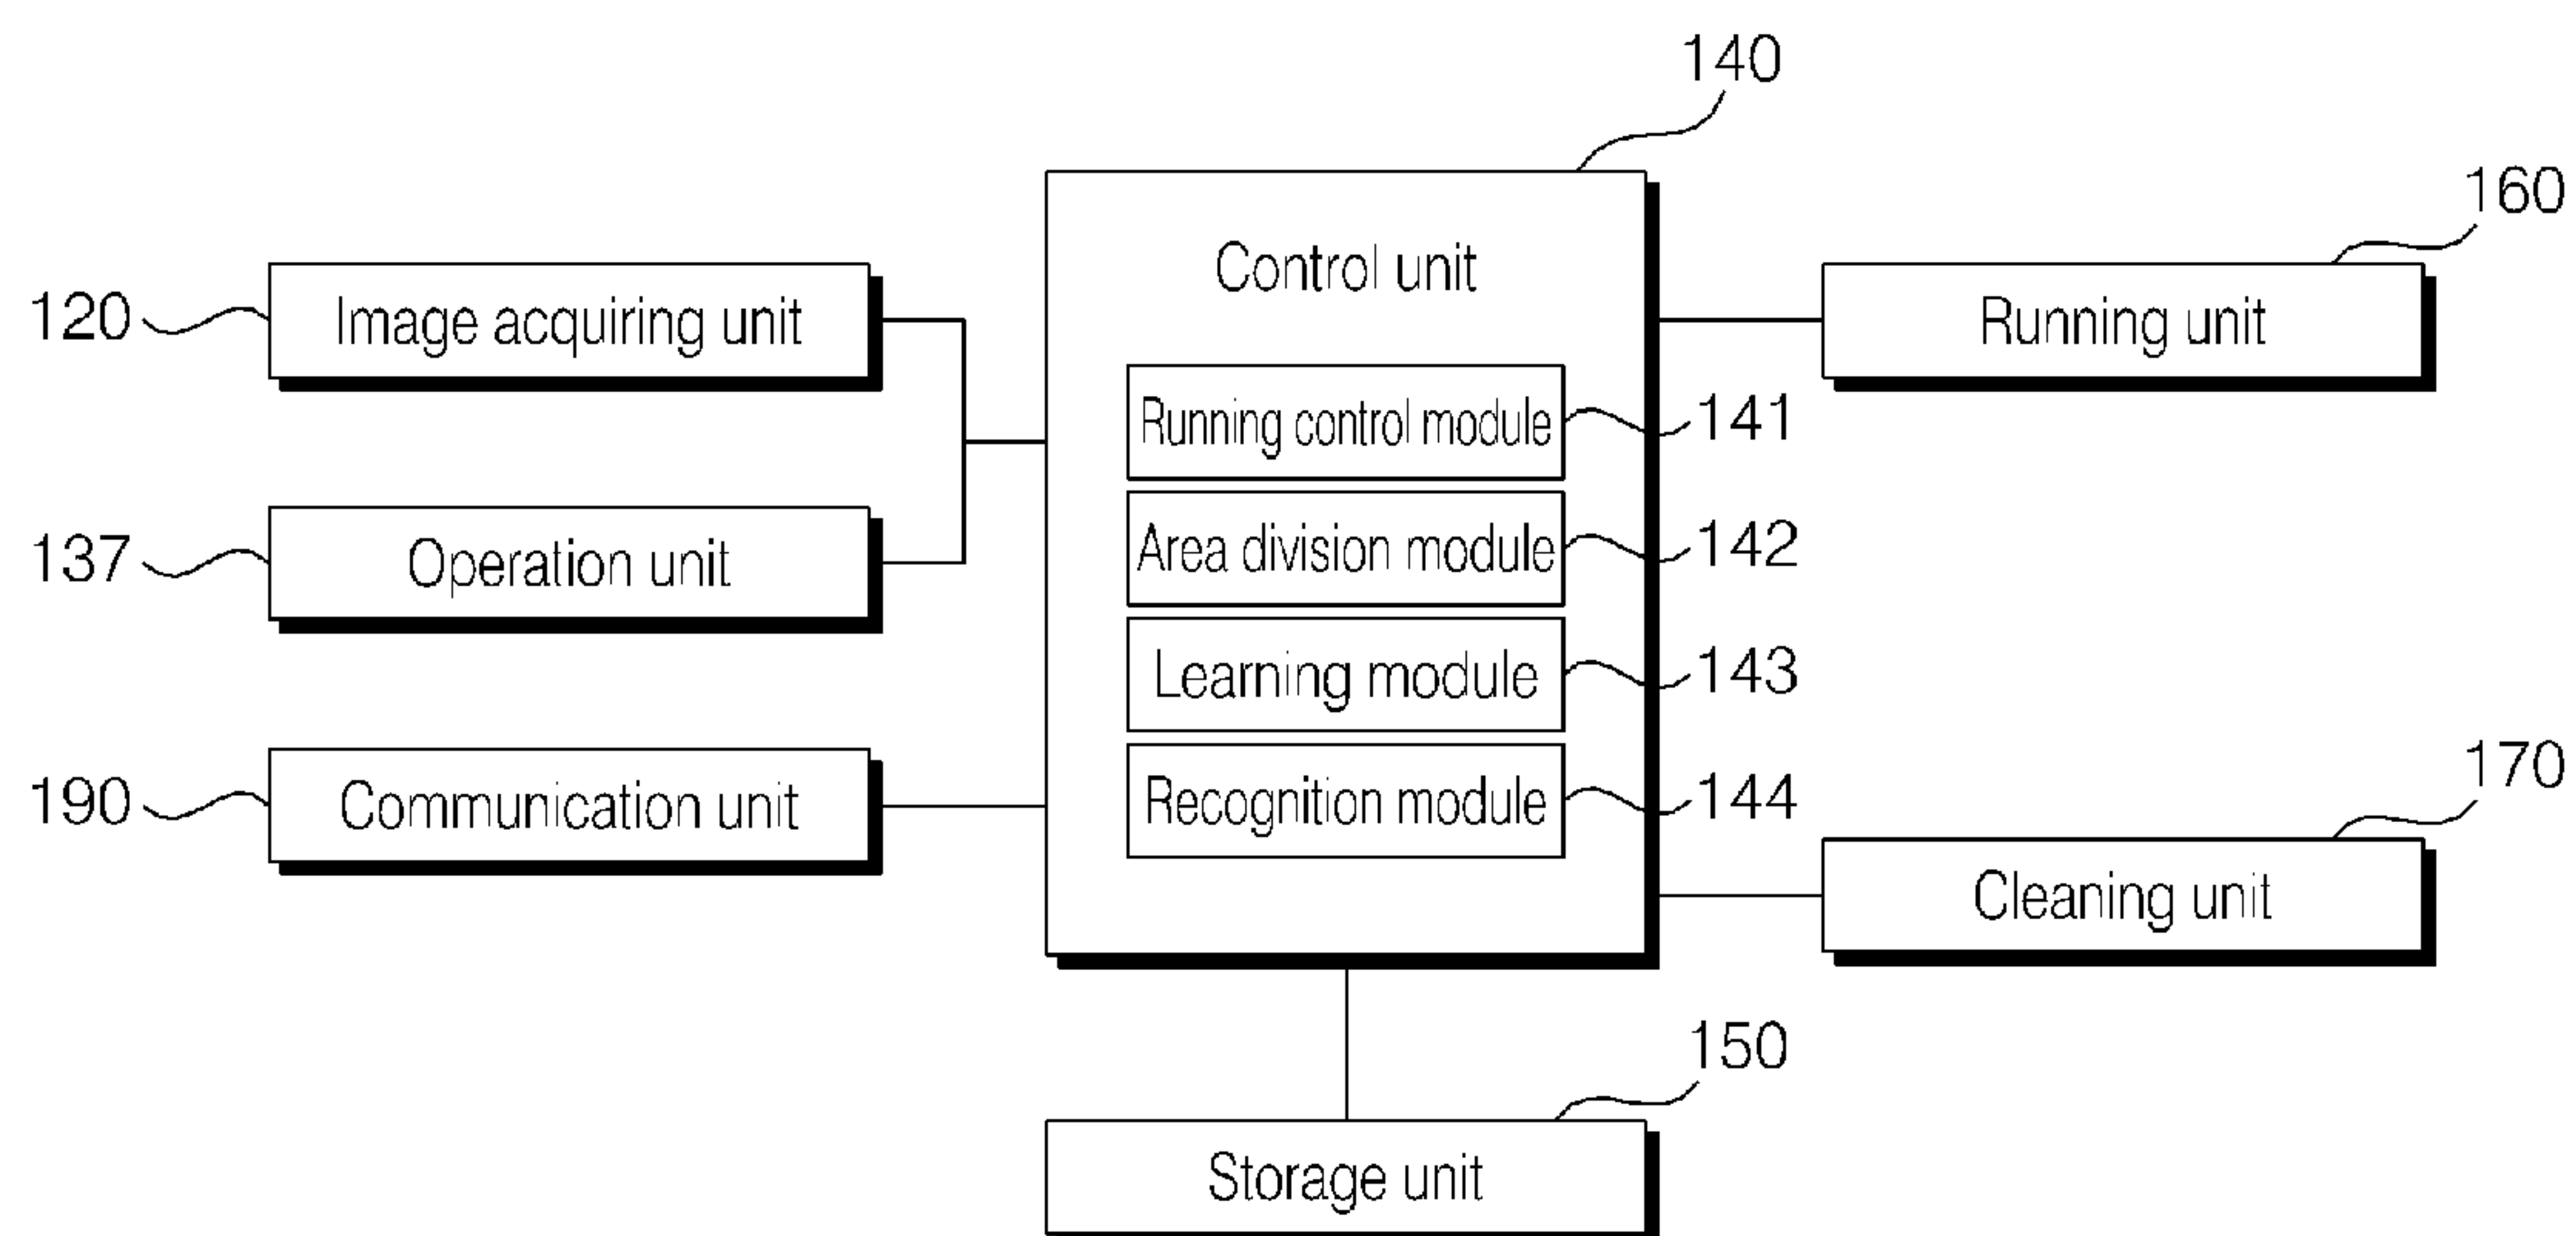 140
160
Control unit
120
Image acquiring unit
Running unit
Running control module
141
137
Operation unit
Area division module
142
Learning module
143
190
Communication unit
Recognition module
144
170
Cleaning unit
150
Storage unit